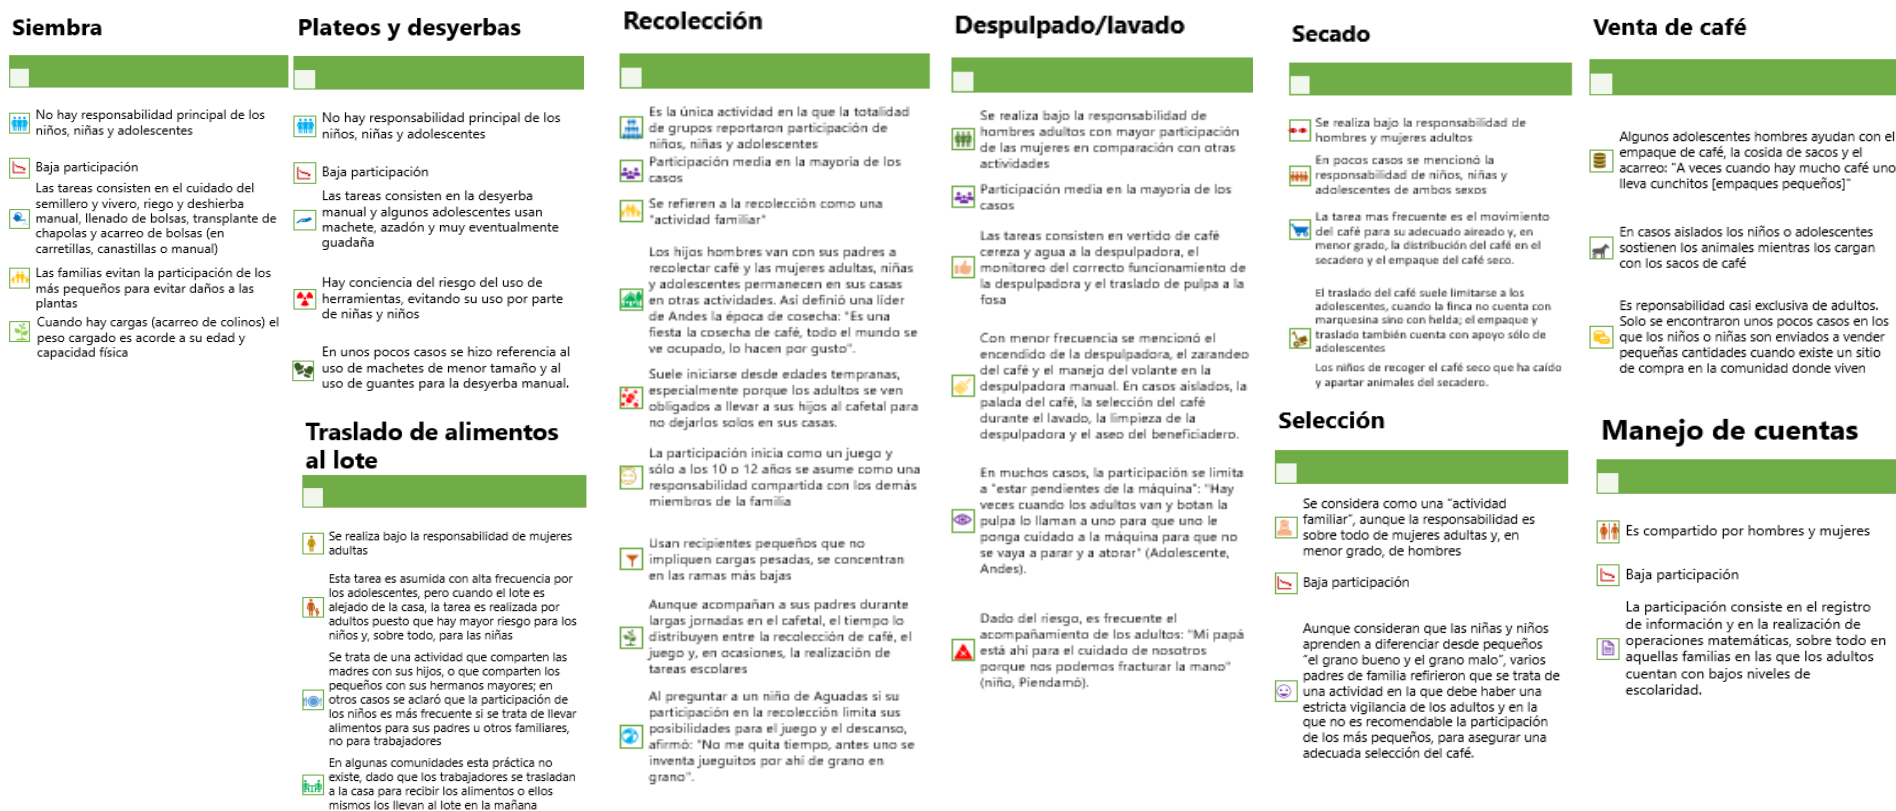 Siembra
No hay responsabilidad principal de los
niños, niñas y adolescentes
Baja participación
Las tareas consisten en el cuidado del
semillero y vivero, riego y deshierba
manual, llenado de bolsas, transplante de
chapolas y acarreo de bolsas (en
carretillas, canastillas o manual)
Las familias evitan la participación de los
más pequeños para evitar daños a las
plantas
Cuando hay cargas (acarreo de colinos) el
peso cargado es acorde a su edad y
capacidad física
Plateos y desyerbas
No hay responsabilidad principal de los
niños, niñas y adolescentes
Baja participación
Las tareas consisten en la desyerba
manual y algunos adolescentes usan
machete, azadón y muy eventualmente
guadaña
Hay conciencia del riesgo del uso de
herramientas, evitando su uso por parte
de niñas y niños
En unos pocos casos se hizo referencia al
uso de machetes de menor tamaño y al
uso de guantes para la desyerba manual.
Traslado de alimentos
al lote
Se realiza bajo la responsabilidad de mujeres
adultas
Esta tarea es asumida con alta frecuencia por
los adolescentes, pero cuando el lote es
alejado de la casa, la tarea es realizada por
adultos puesto que hay mayor riesgo para los
niños y, sobre todo, para las niñas
Se trata de una actividad que comparten las
madres con sus hijos, o que comparten los
pequeños con sus hermanos mayores; en
otros casos se aclaró que la participación de
los niños es más frecuente si se trata de llevar
alimentos para sus padres u otros familiares,
no para trabajadores
En algunas comunidades esta práctica no
existe, dado que los trabajadores se trasladan
a la casa para recibir los alimentos o ellos
mismos los llevan al lote en la mañana
Recolección
Es la única actividad en la que la totalidad
de grupos reportaron participación de
niños, niñas y adolescentes
Participación media en la mayoría de los
casos
Se refieren a la recolección como una
"actividad familiar"
Los hijos hombres van con sus padres a
recolectar café y las mujeres adultas, niñas
y adolescentes permanecen en sus casas
en otras actividades. Así definió una líder
de Andes la época de cosecha: "Es una
fiesta la cosecha de café, todo el mundo se
ve ocupado, lo hacen por gusto".
Suele iniciarse desde edades tempranas,
especialmente porque los adultos se ven
obligados a llevar a sus hijos al cafetal para
no dejarlos solos en sus casas.
La participación inicia como un juego y
sólo a los 10 o 12 años se asume como una
responsabilidad compartida con los demás
miembros de la familia
Usan recipientes pequeños que no
impliquen cargas pesadas, se concentran
en las ramas más bajas
Aunque acompañan a sus padres durante
largas jornadas en el cafetal, el tiempo lo
distribuyen entre la recolección de café, el
juego y, en ocasiones, la realización de
tareas escolares
Al preguntar a un niño de Aguadas si su
participación en la recolección limita sus
posibilidades para el juego y el descanso,
afirmó: "No me quita tiempo, antes uno se
inventa jueguitos por ahí de grano en
grano".
Despulpado/lavado
Se realiza bajo la responsabilidad de
hombres adultos con mayor participación
de las mujeres en comparación con otras
actividades
Participación media en la mayoría de los
casos
Las tareas consisten en vertido de café
cereza y agua a la despulpadora, el
monitoreo del correcto funcionamiento de
la despulpadora y el traslado de pulpa a la
fosa
Con menor frecuencia se mencionó el
encendido de la despulpadora, el zarandeo
del café y el manejo del volante en la
despulpadora manual. En casos aislados, la
palada del café, la selección del café
durante el lavado, la limpieza de la
despulpadora y el aseo del beneficiadero.
En muchos casos, la participación se limita
a "estar pendientes de la máquina": "Hay
veces cuando los adultos van y botan la
pulpa lo llaman a uno para que uno le
ponga cuidado a la máquina para que no
se vaya a parar y a atorar" (Adolescente,
Andes).
Dado del riesgo, es frecuente el
acompañamiento de los adultos: "Mi papá
está ahí para el cuidado de nosotros
porque nos podemos fracturar la mano"
(niño, Piendamó).
Secado
Se realiza bajo la responsabilidad de
hombres y mujeres adultos
En pocos casos se mencionó la
responsabilidad de niños, niñas y
adolescentes de ambos sexos
La tarea mas frecuente es el movimiento
del café para su adecuado aireado y, en
menor grado, la distribución del café en el
secadero y el empaque del café seco.
El traslado del café suele limitarse a los
adolescentes, cuando la finca no cuenta con
marquesina sino con helda; el empaque y
traslado también cuenta con apoyo sólo de
adolescentes
Los niños de recoger el café seco que ha caído
y apartar animales del secadero.
Selección
Se considera como una "actividad
familiar", aunque la responsabilidad es
sobre todo de mujeres adultas y, en
menor grado, de hombres
Baja participación
Aunque consideran que las niñas y niños
aprenden a diferenciar desde pequeños
"el grano bueno y el grano malo", varios
padres de familia refirieron que se trata de
una actividad en la que debe haber una
estricta vigilancia de los adultos y en la
que no es recomendable la participación
de los más pequeños, para asegurar una
adecuada selección del café.
Venta de café
Algunos adolescentes hombres ayudan con el
empaque de café, la cosida de sacos y el
acarreo: "A veces cuando hay mucho café uno
lleva cunchitos [empaques pequeños]"
En casos aislados los niños o adolescentes
sostienen los animales mientras los cargan
con los sacos de café
Es reponsabilidad casi exclusiva de adultos.
Solo se encontraron unos pocos casos en los
que los niños o niñas son enviados a vender
pequeñas cantidades cuando existe un sitio
de compra en la comunidad donde viven
Manejo de cuentas
Es compartido por hombres y mujeres
Baja participación
La participación consiste en el registro
de información y en la realización de
operaciones matemáticas, sobre todo en
aquellas familias en las que los adultos
cuentan con bajos niveles de
escolaridad.